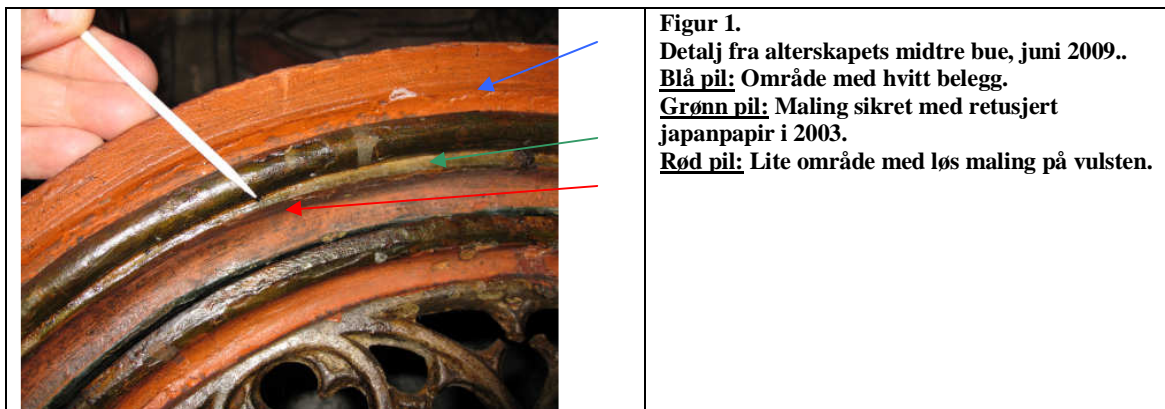 Figur 1.
Detalj fra alterskapets midtre bue, juni 2009..
Blå pil: Område med hvitt belegg.
Grønn pil: Maling sikret med retusjert
japanpapir i 2003.
Rød pil: Lite område med løs maling på vulsten.